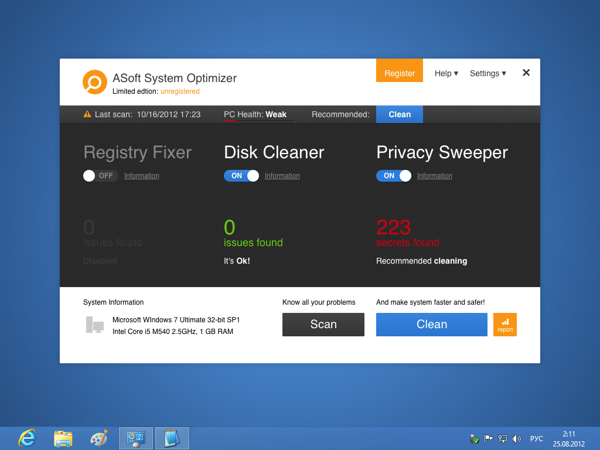 ASoft System Optimizer
Limited edtion: unregistered
Register
Help ▾
Settings ▾
Last scan: 10/16/2012 17:23
PC Health: Weak
Recommended:
Clean
Registry Fixer
OFF
Information
0
issues found
Disabled
Disk Cleaner
ON
Information
0
issues found
It's Ok!
Privacy Sweeper
ON
Information
223
secrets found
Recommended cleaning
System Information
Microsoft WIndows 7 Ultimate 32-bit SP1
Intel Core i5 M540 2.5GHz, 1 GB RAM
Know all your problems
Scan
And make system faster and safer!
Clean
report
РУС
2:11
25.08.2012